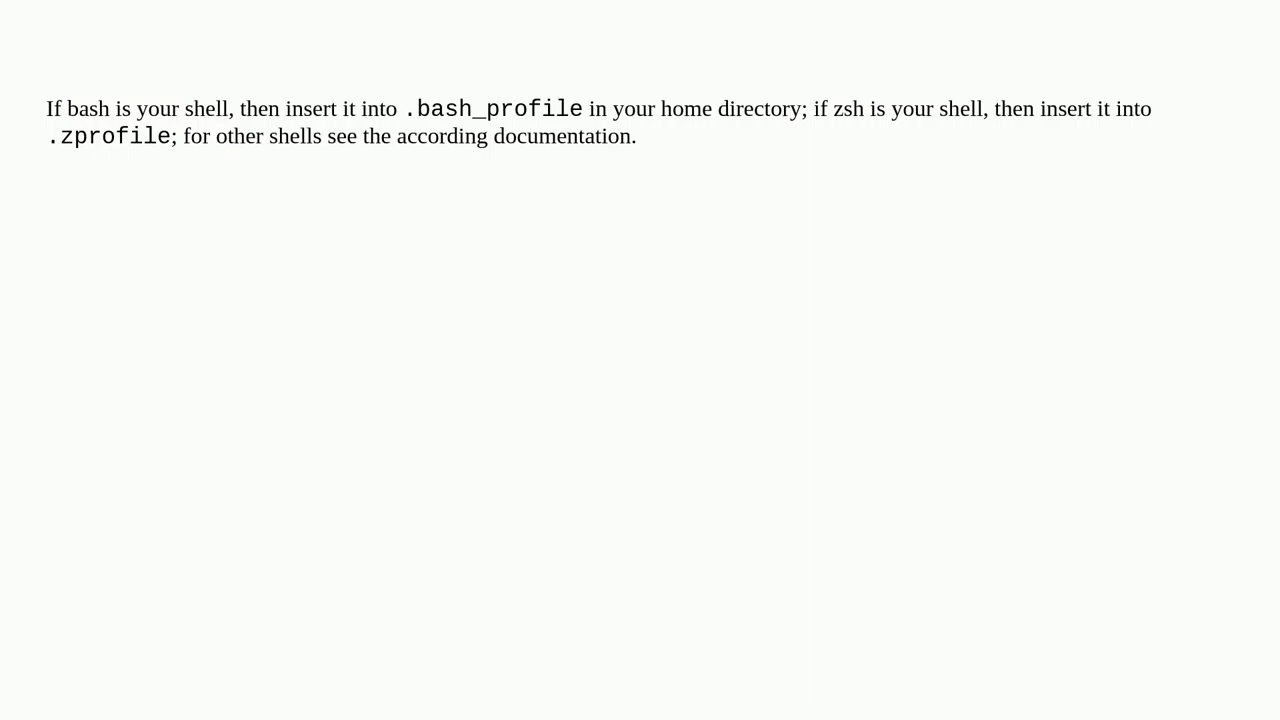 If bash is your shell, then insert it into .bash_profile in your home directory; if zsh is your shell, then insert it into
.zprofile; for other shells see the according documentation.